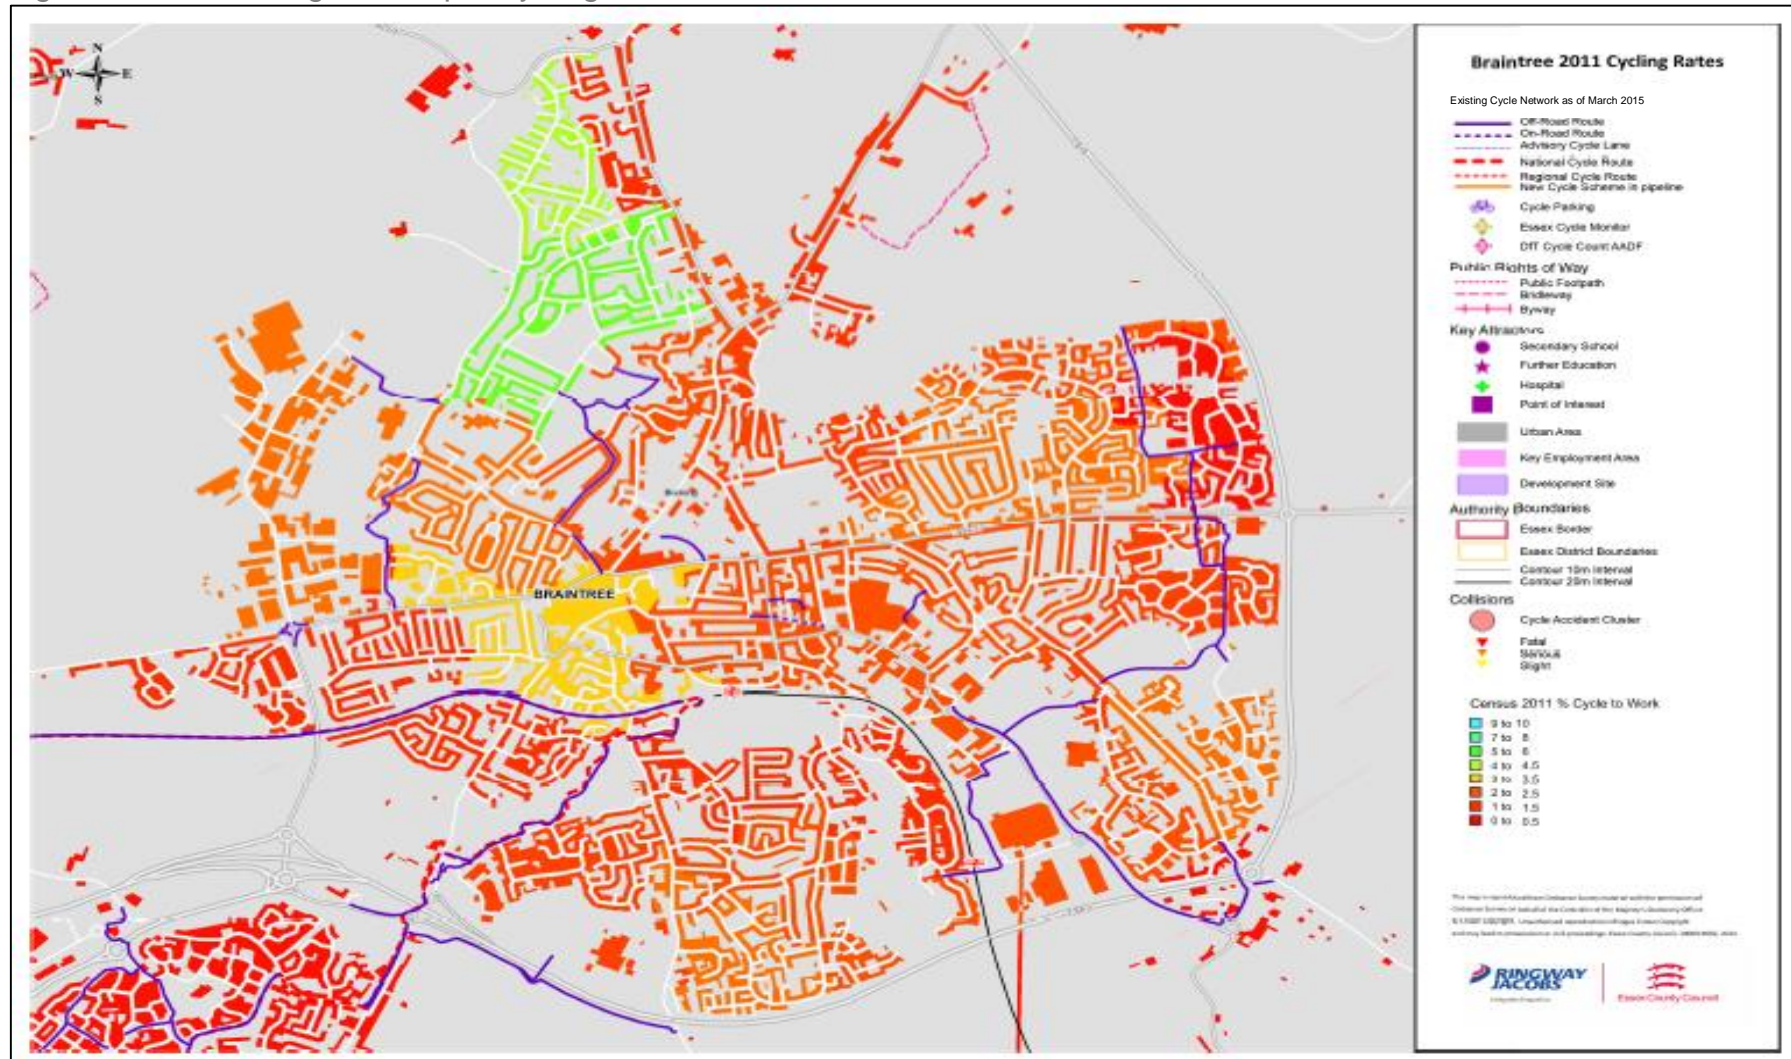 N
W E
S
BRAINTREE
Braintree 2011 Cycling Rates
Existing Cycle Network as of March 2015
Off-Road Route
On-Road Route
Advisory Cycle Lane
National Cycle Route
Regional Cycle Route
New Cycle Scheme in pipeline
Cycle Parking
Essex Cycle Monitor
DfT Cycle Count AADF
Public Rights of Way
Public Footpath
Bridleway
Byway
Key Attractors
Secondary School
Further Education
Hospital
Point of Interest
Urban Area
Key Employment Area
Development Site
Authority Boundaries
Essex Border
Essex District Boundaries
Contour 10m Interval
Contour 20m Interval
Collisions
Cycle Accident Cluster
Fatal
Serious
Slight
Census 2011 % Cycle to Work
9 to 10
7 to 8
5 to 6
4 to 4.5
3 to 3.5
2 to 2.5
1 to 1.5
0 to 0.5
RINGWAY
JACOBS
Essex County Council